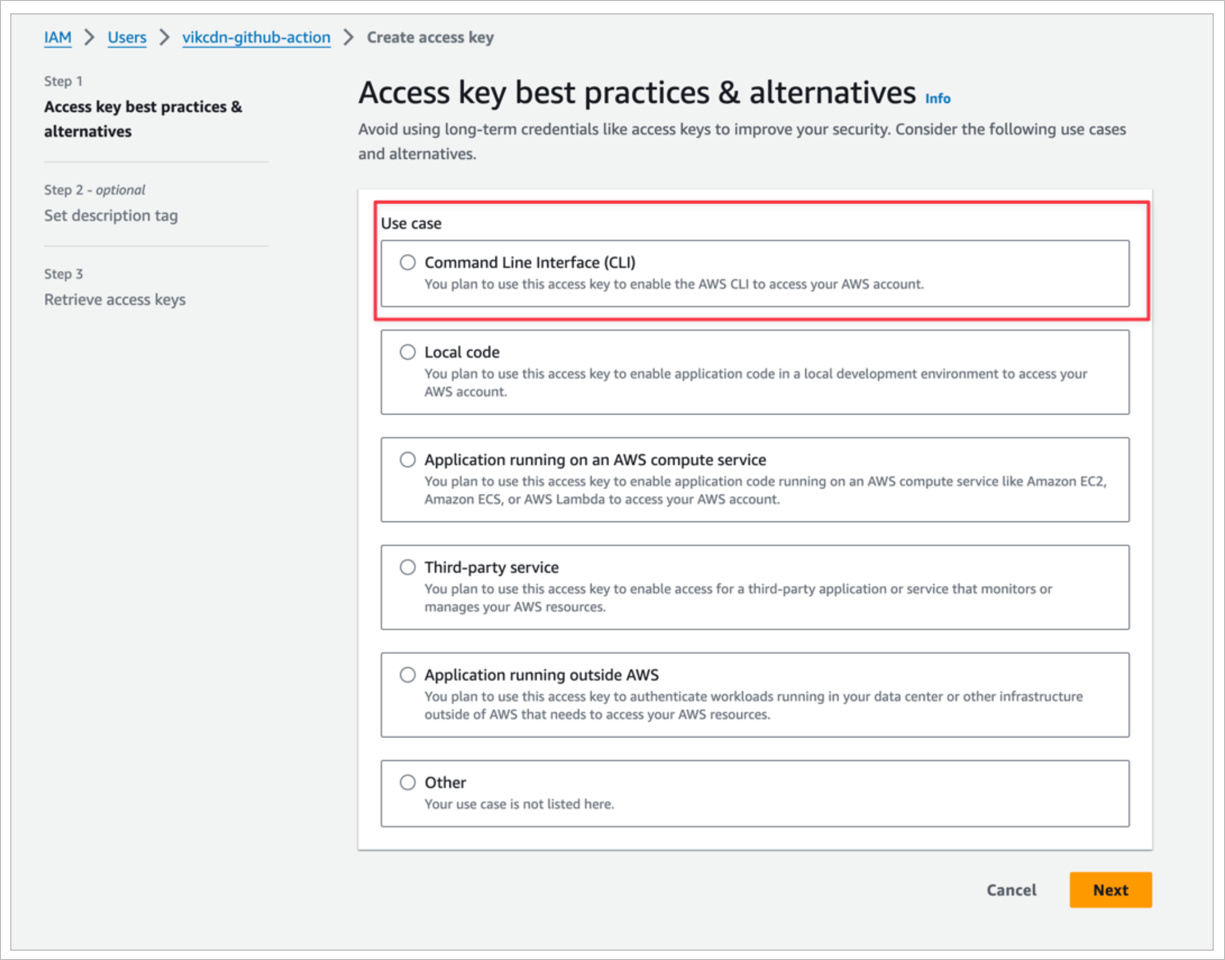 IAM > Users > vikcdn-github-action > Create access key
Step 1
Access key best practices &
alternatives
Step 2 - optional
Set description tag
Step 3
Retrieve access keys
Access key best practices & alternatives Info
Avoid using long-term credentials like access keys to improve your security. Consider the following use cases
and alternatives.
Use case
Command Line Interface (CLI)
You plan to use this access key to enable the AWS CLI to access your AWS account.
Local code
You plan to use this access key to enable application code in a local development environment to access your
AWS account.
Application running on an AWS compute service
You plan to use this access key to enable application code running on an AWS compute service like Amazon EC2,
Amazon ECS, or AWS Lambda to access your AWS account.
Third-party service
You plan to use this access key to enable access for a third-party application or service that monitors or
manages your AWS resources.
Application running outside AWS
You plan to use this access key to authenticate workloads running in your data center or other infrastructure
outside of AWS that needs to access your AWS resources.
Other
Your use case is not listed here.
Cancel
Next